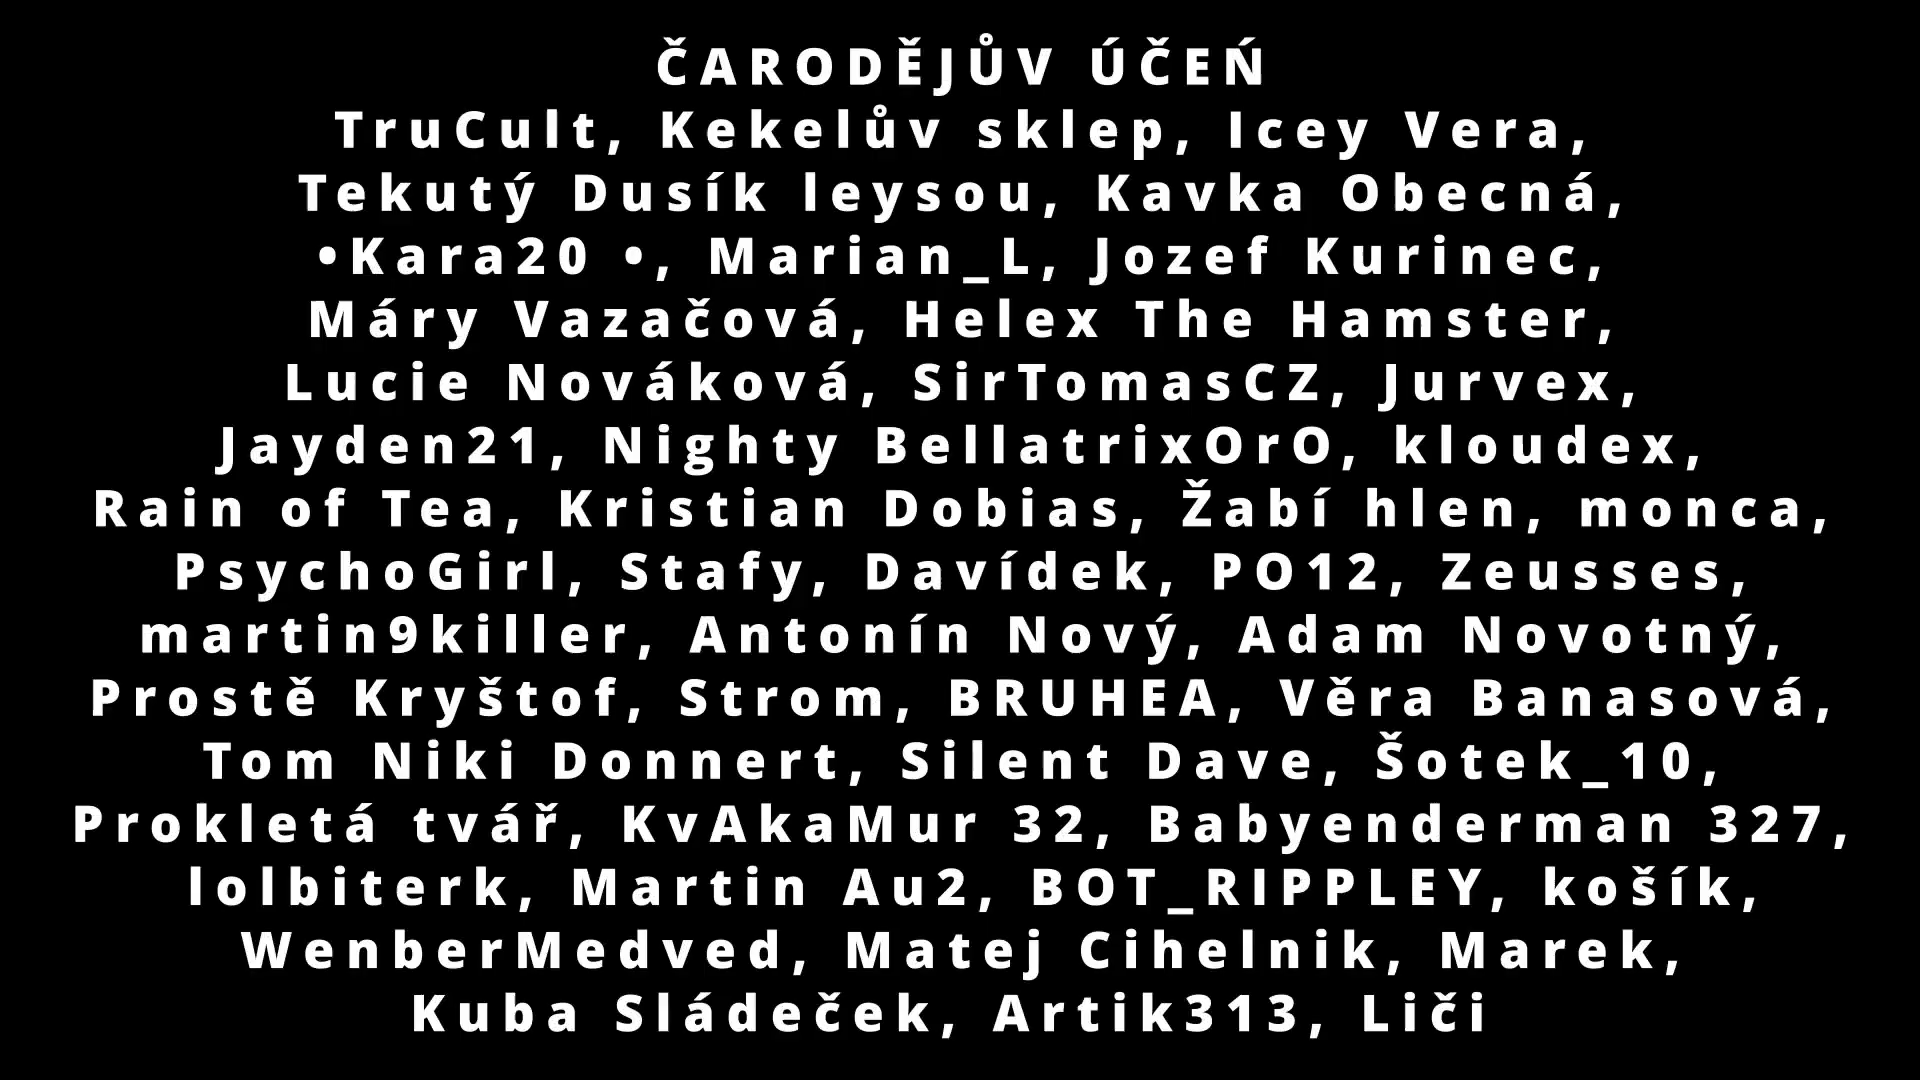 ČARODĚJŮV ÚČEŃ
TruCult, Kekelův sklep, Icey Vera,
Tekutý Dusík leysou, Kavka Obecná,
•Kara20 •, Marian_L, Jozef Kurinec,
Máry Vazačová, Helex The Hamster,
Lucie Nováková, SirTomasCZ, Jurvex,
Jayden21, Nighty BellatrixOrO, kloudex,
Rain of Tea, Kristian Dobias, Žabí hlen, monca,
PsychoGirl, Stafy, Davídek, PO12, Zeusses,
martin9killer, Antonín Nový, Adam Novotný,
Prostě Kryštof, Strom, BRUHEA, Věra Banasová,
Tom Niki Donnert, Silent Dave, Šotek_10,
Prokletá tvář, KvAkaMur 32, Babyenderman 327,
lolbiterk, Martin Au2, BOT_RIPPLEY, košík,
WenberMedved, Matej Cihelnik, Marek,
Kuba Sládeček, Artik313, Liči